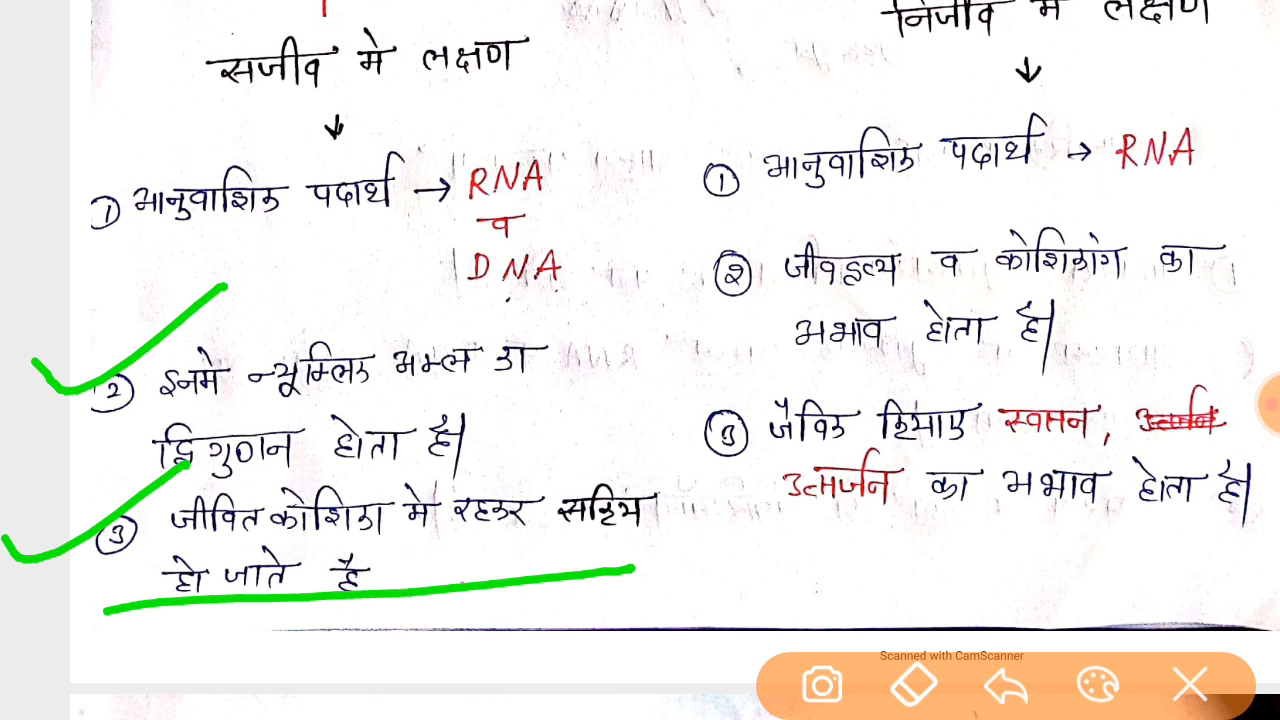 सजीव मे लक्षण
↓
① आनुवाशिक पदार्थ → RNA
व
DNA
② इनमे न्यूक्लिक अम्ल का
द्विगुणन होता है।
③ जीवित कोशिका मे रहकर सक्रिय
हो जाते है
निर्जीव मे लक्षण
↓
① आनुवाशिक पदार्थ → RNA
② जीवद्रव्य व कोशिकांग का
अभाव होता है।
③ जैविक क्रियाए स्वसन,
उत्सर्जन का अभाव होता है।
Scanned with CamScanner